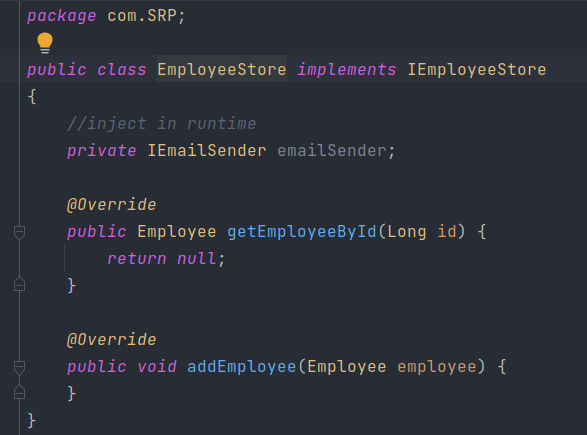 package com.SRP;
public class EmployeeStore implements IEmployeeStore
{
//inject in runtime
private IEmailSender emailSender;
@Override
public Employee getEmployeeById(Long id) {
return null;
}
@Override
public void addEmployee(Employee employee) {
}
}